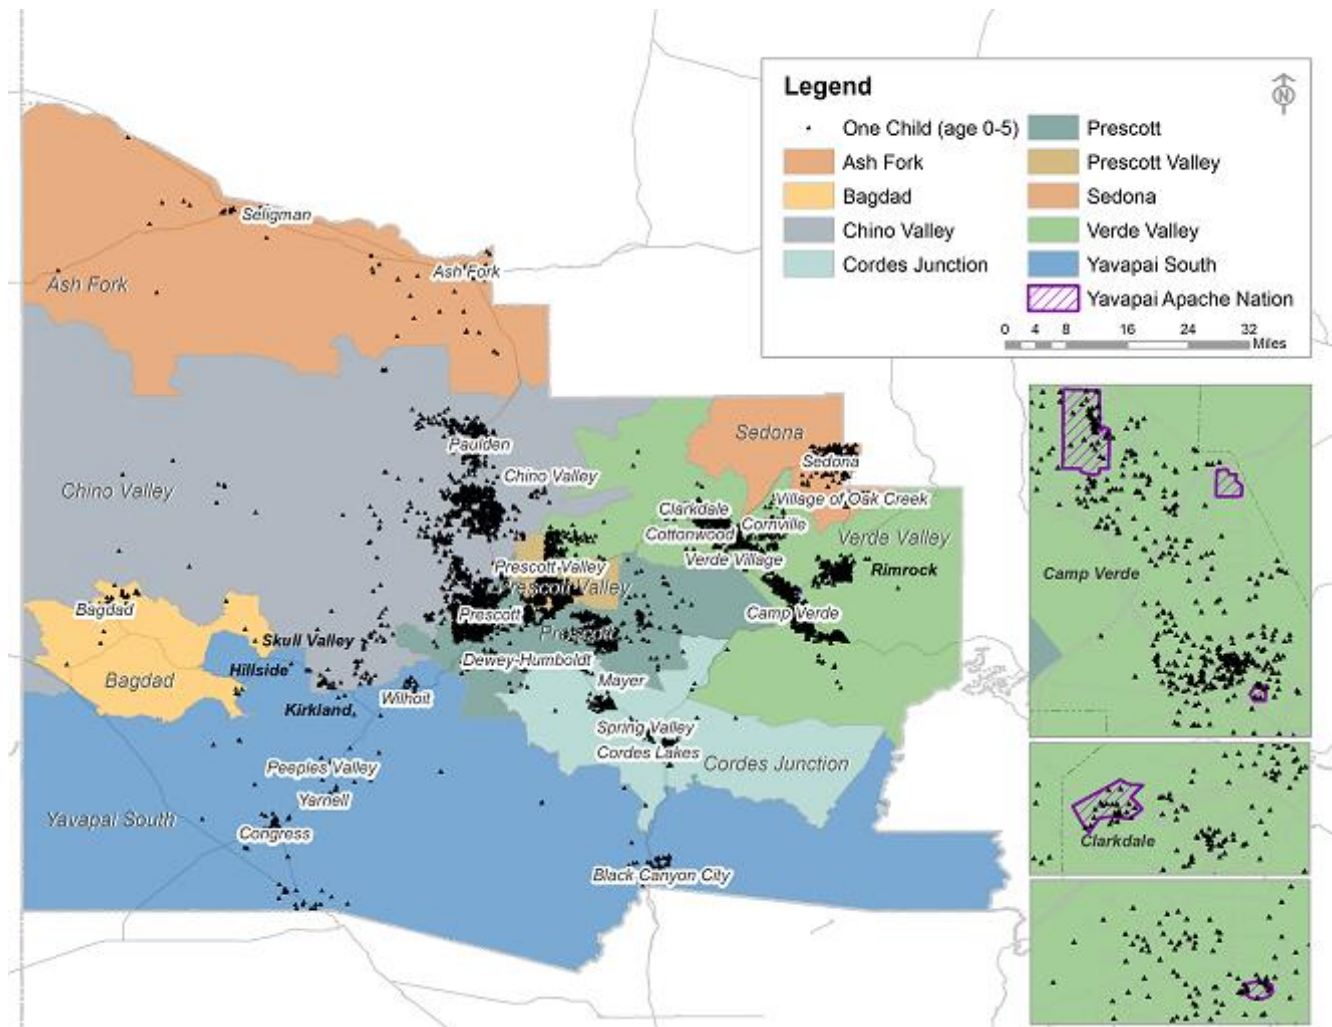 Legend
N
One Child (age 0-5)
Ash Fork
Bagdad
Chino Valley
Cordes Junction
Prescott
Prescott Valley
Sedona
Verde Valley
Yavapai South
Yavapai Apache Nation
0 4 8 16 24 32
Miles
Seligman
Ash Fork
Ash Fork
Sedona
Paulden
Sedona
Chino Valley
Chino Valley
Village of Oak Creek
Clarkdale
Cornville
Cottonwood
Verde Valley
Verde Village
Rimrock
Prescott Valley
Prescott Valley
Bagdad
Prescott
Camp Verde
Prescott
Skull Valley
Dewey-Humboldt
Hillside
Bagdad
Mayer
Wilhoit
Kirkland
Spring Valley
Cordes Lakes
Cordes Junction
Peeples Valley
Yarnell
Yavapai South
Congress
Black Canyon City
Camp Verde
Clarkdale